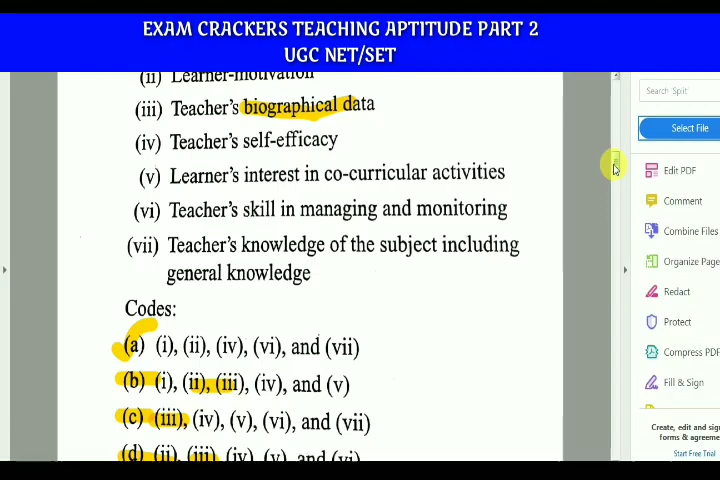 EXAM CRACKERS TEACHING APTITUDE PART 2
UGC NET/SET
(ii) Learner-motivation
(iii) Teacher's biographical data
(iv) Teacher's self-efficacy
(v) Learner's interest in co-curricular activities
(vi) Teacher's skill in managing and monitoring
(vii) Teacher's knowledge of the subject including
general knowledge
Codes:
(a) (i), (ii), (iv), (vi), and (vii)
(b) (i), (ii), (iii), (iv), and (v)
(c) (iii), (iv), (v), (vi), and (vii)
(d) (ii), (iii), (iv), (v), and (vi)
Search 'Split'
Select File
Edit PDF
Comment
Combine Files
Organize Page
Redact
Protect
Compress PDF
Fill & Sign
Create, edit and sig
forms & agreeme
Start Free Trial